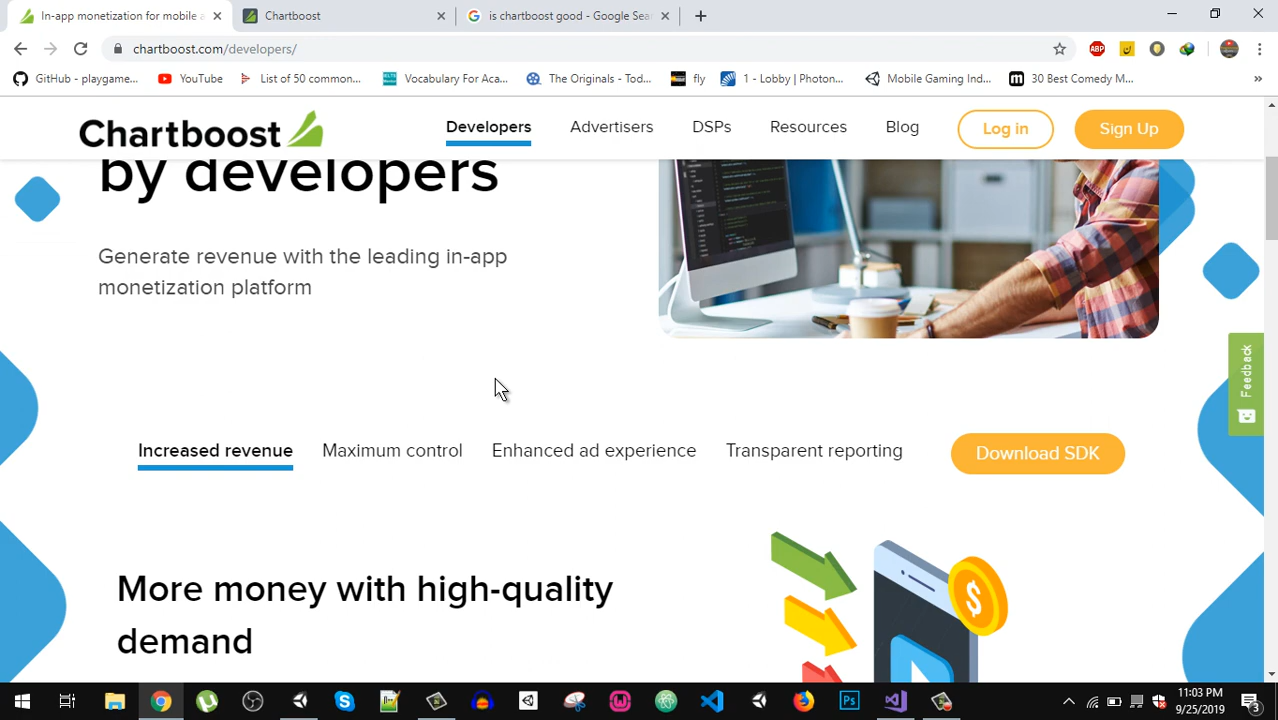 In-app monetization for mobile a
Chartboost
is chartboost good - Google Sear
chartboost.com/developers/
ABP
GitHub - playgame...
YouTube
List of 50 common...
Vocabulary For Aca...
The Originals - Tod...
fly
1 - Lobby | Photon...
Mobile Gaming Ind...
30 Best Comedy M...
»
Chartboost
Developers
Advertisers
DSPs
Resources
Blog
Log in
Sign Up
by developers
Generate revenue with the leading in-app
monetization platform
Feedback
Increased revenue
Maximum control
Enhanced ad experience
Transparent reporting
Download SDK
More money with high-quality
demand
$
11:03 PM
9/25/2019
3